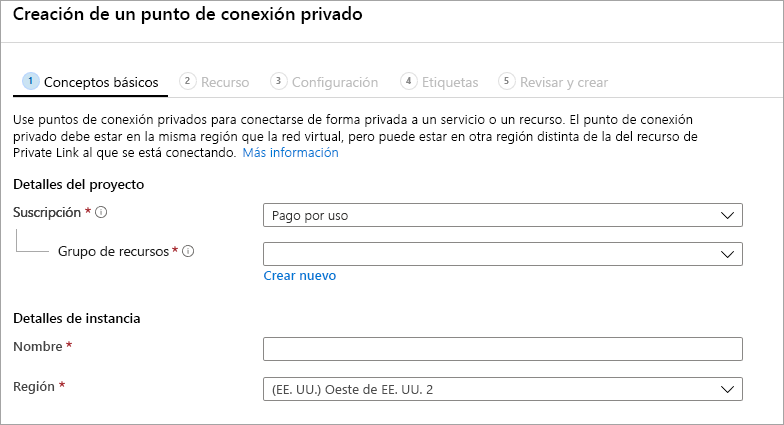 Creación de un punto de conexión privado
1 Conceptos básicos 2 Recurso 3 Configuración 4 Etiquetas 5 Revisar y crear
Use puntos de conexión privados para conectarse de forma privada a un servicio o un recurso. El punto de conexión
privado debe estar en la misma región que la red virtual, pero puede estar en otra región distinta de la del recurso de
Private Link al que se está conectando. Más información
Detalles del proyecto
Suscripción * Pago por uso
Grupo de recursos *
Crear nuevo
Detalles de instancia
Nombre *
Región * (EE. UU.) Oeste de EE. UU. 2